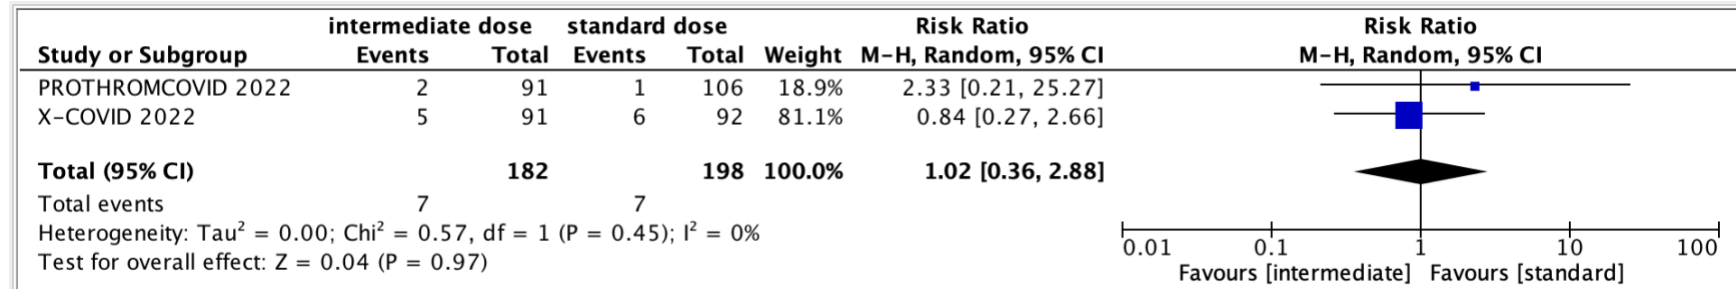 intermediate dose standard dose Risk Ratio Risk Ratio
Study or Subgroup Events Total Events Total Weight M-H, Random, 95% CI M-H, Random, 95% CI
PROTHROMCOVID 2022 2 91 1 106 18.9% 2.33 [0.21, 25.27]
X-COVID 2022 5 91 6 92 81.1% 0.84 [0.27, 2.66]
Total (95% CI) 182 198 100.0% 1.02 [0.36, 2.88]
Total events 7 7
Heterogeneity: Tau² = 0.00; Chi² = 0.57, df = 1 (P = 0.45); I² = 0%
Test for overall effect: Z = 0.04 (P = 0.97)
0.01 0.1 1 10 100
Favours [intermediate] Favours [standard]